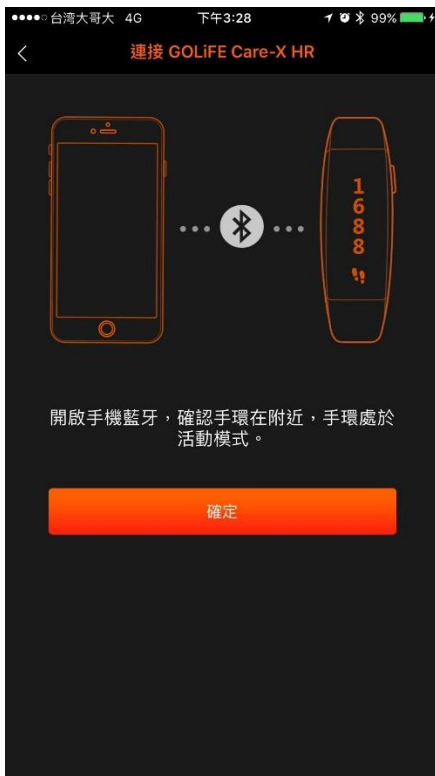 台湾大哥大 4G 下午3:28 99%
連接 GOLiFE Care-X HR
1
6
8
8
開啟手機藍牙，確認手環在附近，手環處於
活動模式。
確定